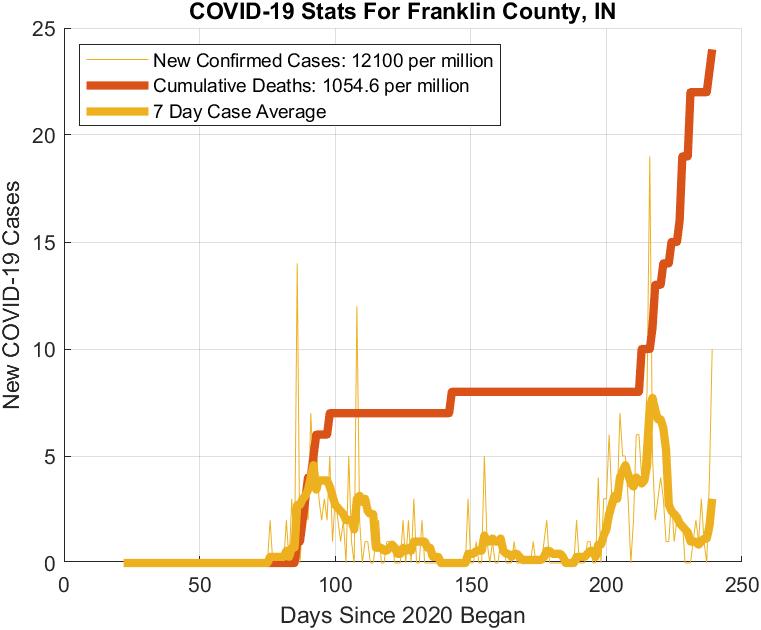 COVID-19 Stats For Franklin County, IN
New Confirmed Cases: 12100 per million
Cumulative Deaths: 1054.6 per million
7 Day Case Average
New COVID-19 Cases
25
20
15
10
5
0
0 50 100 150 200 250
Days Since 2020 Began